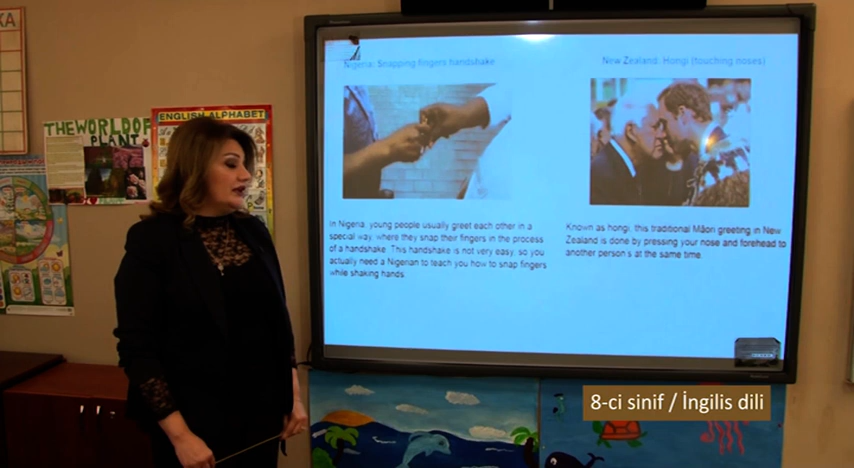 KA
THE WORLD OF
PLANT
ENGLISH ALPHABET
Nigeria: Snapping fingers handshake
New Zealand: Hongi (touching noses)
In Nigeria, young people usually greet each other in a
special way, where they snap their fingers in the process
of a handshake. This handshake is not very easy, so you
actually need a Nigerian to teach you how to snap fingers
while shaking hands.
Known as hongi, this traditional Māori greeting in New
Zealand is done by pressing your nose and forehead to
another person's at the same time.
8-ci sinif / İngilis dili